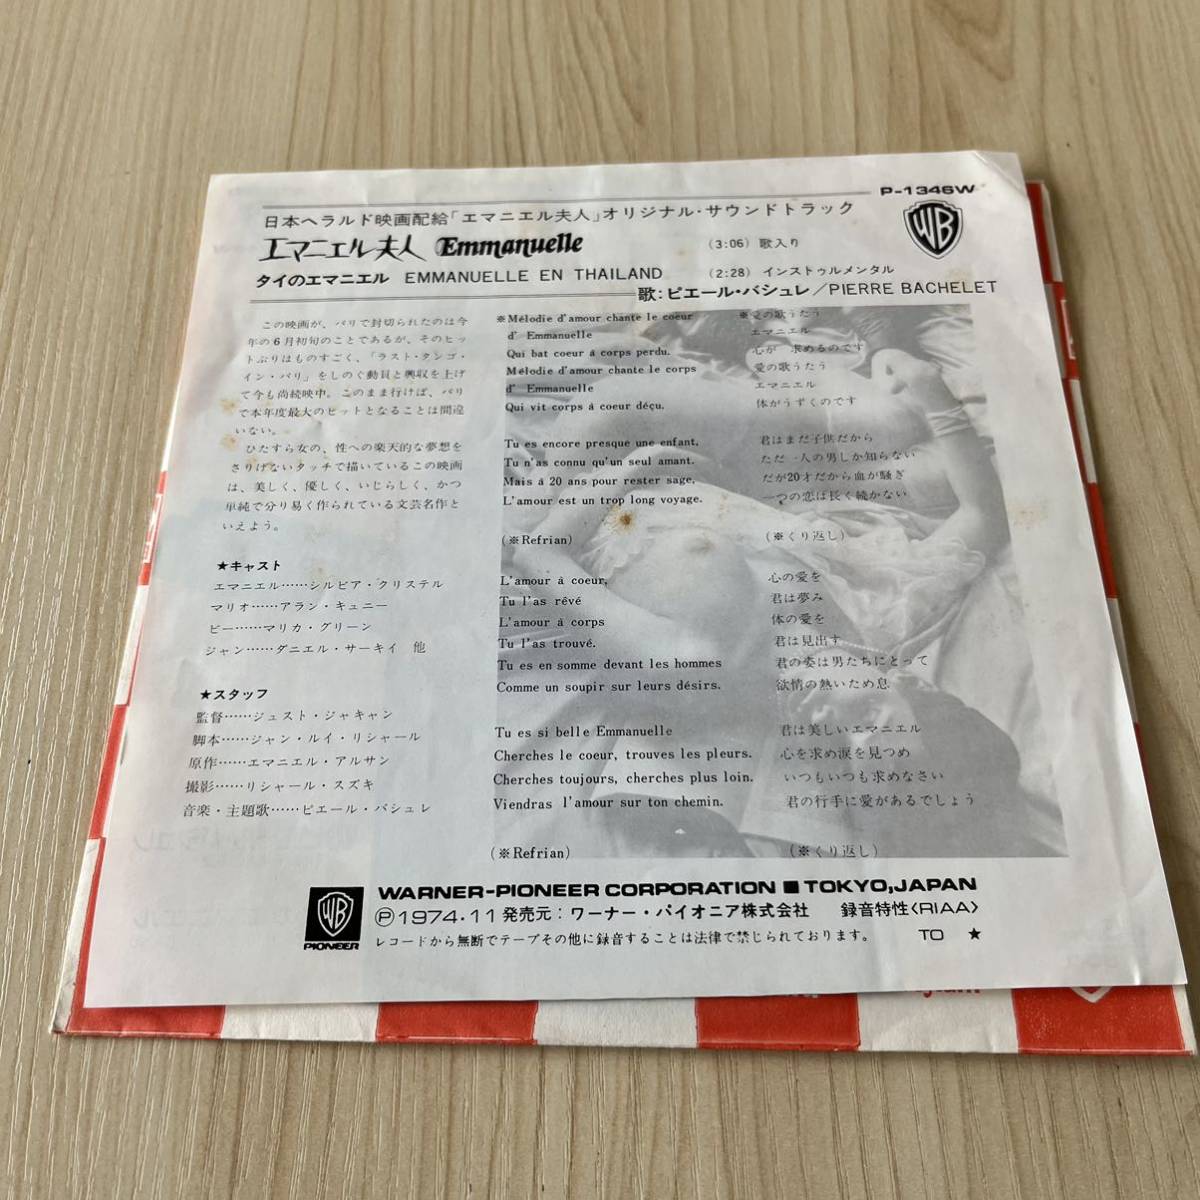 P-1346W
日本ヘラルド映画配給「エマニエル夫人」オリジナル・サウンドトラック
エマニエル夫人 Emmanuelle (3:06) 歌入り
WB
タイのエマニエル EMMANUELLE EN THAILAND (2:28) インストゥルメンタル
歌:ピエール・バシュレ/PIERRE BACHELET
この映画が、パリで封切られたのは今
年の6月初旬のことであるが、そのヒッ
トぶりはものすごく、「ラスト・タンゴ・
イン・パリ」をしのぐ動員と興収を上げ
て今も尚続映中。このまま行けば、パリ
で本年度最大のヒットとなることは間違
いない。
ひたすら女の、性への楽天的な夢想を
さりげないタッチで描いているこの映画
は、美しく、優しく、いじらしく、かつ
単純で分り易く作られている文芸名作と
いえよう。
★キャスト
エマニエル……シルビア・クリステル
マリオ……アラン・キュニー
ビー……マリカ・グリーン
ジャン……ダニエル・サーキイ 他
★スタッフ
監督……ジュスト・ジャキャン
脚本……ジャン・ルイ・リシャール
原作……エマニエル・アルサン
撮影……リシャール・スズキ
音楽・主題歌……ピエール・バシュレ
※Mélodie d'amour chante le coeur
d' Emmanuelle
Qui bat coeur á corps perdu.
Mélodie d'amour chante le corps
d' Emmanuelle
Qui vit corps á coeur déçu.
Tu es encore presque une enfant,
Tu n'as connu qu'un seul amant.
Mais á 20 ans pour rester sage,
L'amour est un trop long voyage.
(※Refrian)
L'amour á coeur,
Tu l'as rêvé
L'amour á corps
Tu l'as trouvé.
Tu es en somme devant les hommes
Comme un soupir sur leurs désirs.
Tu es si belle Emmanuelle
Cherches le coeur, trouves les pleurs.
Cherches toujours, cherches plus loin.
Viendras l'amour sur ton chemin.
(※Refrian)
※愛の歌うたう
エマニエル
心が 求めるのです
愛の歌うたう
エマニエル
体がうずくのです
君はまだ子供だから
ただ一人の男しか知らない
だが20才だから血が騒ぎ
一つの恋は長く続かない
(※くり返し)
心の愛を
君は夢み
体の愛を
君は見出す
君の姿は男たちにとって
欲情の熱いため息
君は美しいエマニエル
心を求め涙を見つめ
いつもいつも求めなさい
君の行手に愛があるでしょう
(※くり返し)
WB
PIONEER
WARNER-PIONEER CORPORATION ■ TOKYO,JAPAN
Ⓟ1974・11 発売元:ワーナー・パイオニア株式会社 録音特性〈RIAA〉
レコードから無断でテープその他に録音することは法律で禁じられております。 TO ★